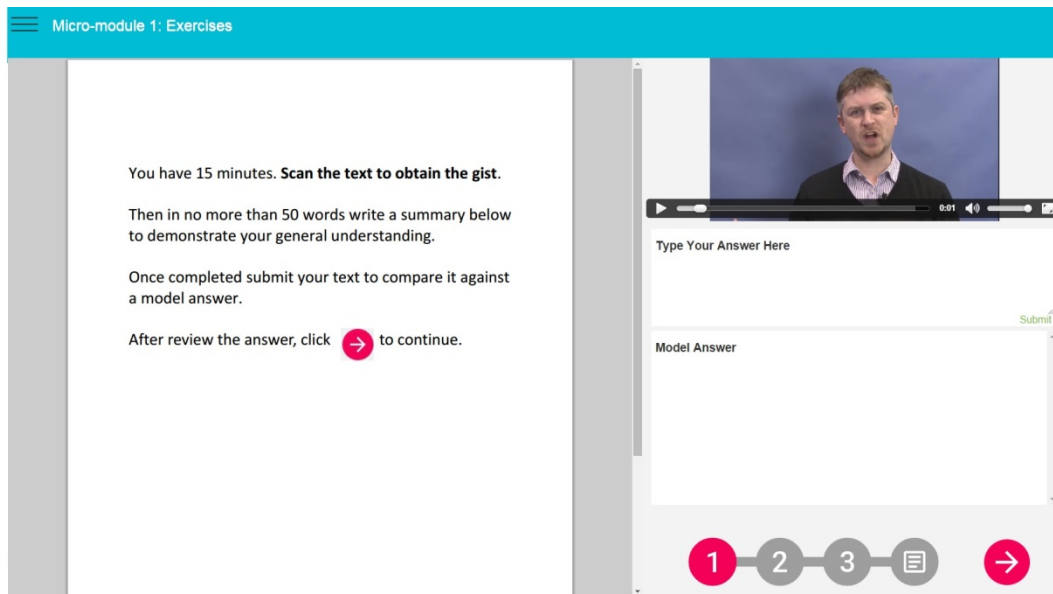 Micro-module 1: Exercises
You have 15 minutes. Scan the text to obtain the gist.
Then in no more than 50 words write a summary below
to demonstrate your general understanding.
Once completed submit your text to compare it against
a model answer.
After review the answer, click to continue.
0:01
Type Your Answer Here
Submit
Model Answer
1 2 3